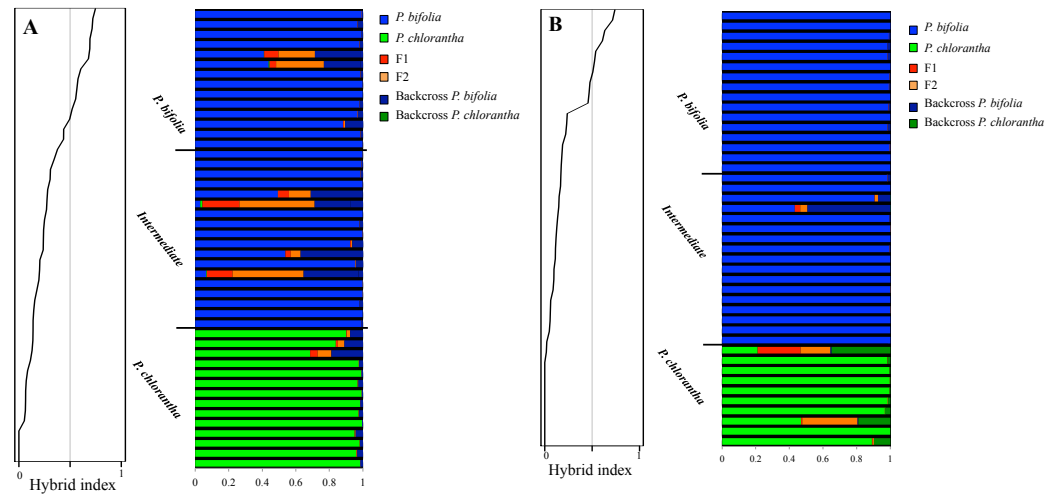 A
P. bifolia
Intermediate
P. chlorantha
0 1
Hybrid index
0 0.2 0.4 0.6 0.8 1
P. bifolia
P. chlorantha
F1
F2
Backcross P. bifolia
Backcross P. chlorantha
B
P. bifolia
Intermediate
P. chlorantha
0 1
Hybrid index
0 0.2 0.4 0.6 0.8 1
P. bifolia
P. chlorantha
F1
F2
Backcross P. bifolia
Backcross P. chlorantha